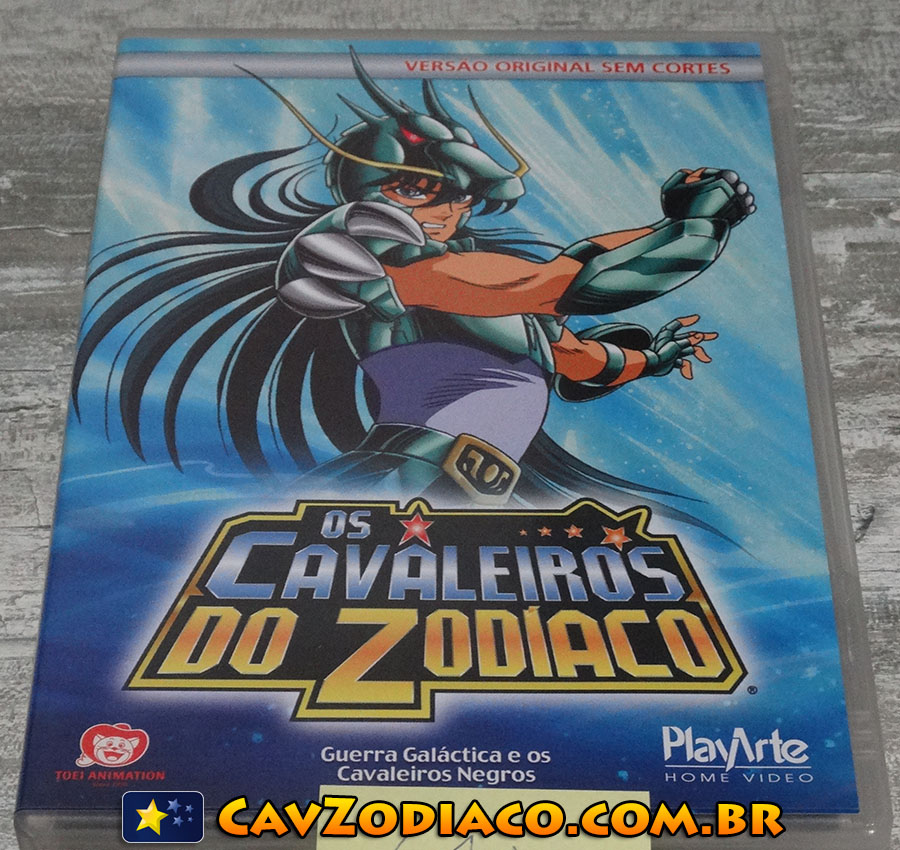 VERSÃO ORIGINAL SEM CORTES
OS
CAVALEIROS
DO ZODÍACO
®
Guerra Galáctica e os
Cavaleiros Negros
TOEI ANIMATION
PlayArte
HOME VIDEO
CAVZODIACO.COM.BR